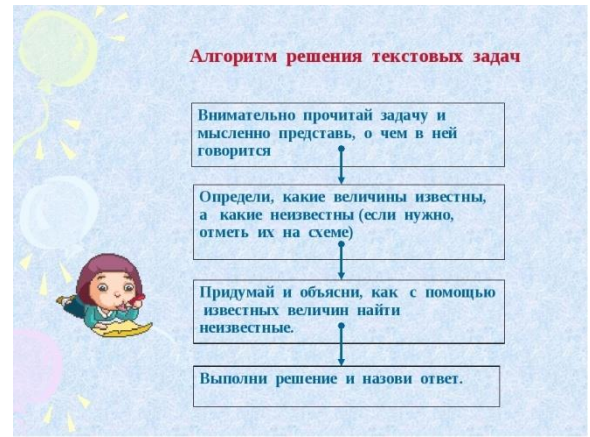 Алгоритм решения текстовых задач
Внимательно прочитай задачу и
мысленно представь, о чем в ней
говорится
Определи, какие величины известны,
а какие неизвестны (если нужно,
отметь их на схеме)
Придумай и объясни, как с помощью
известных величин найти
неизвестные.
Выполни решение и назови ответ.